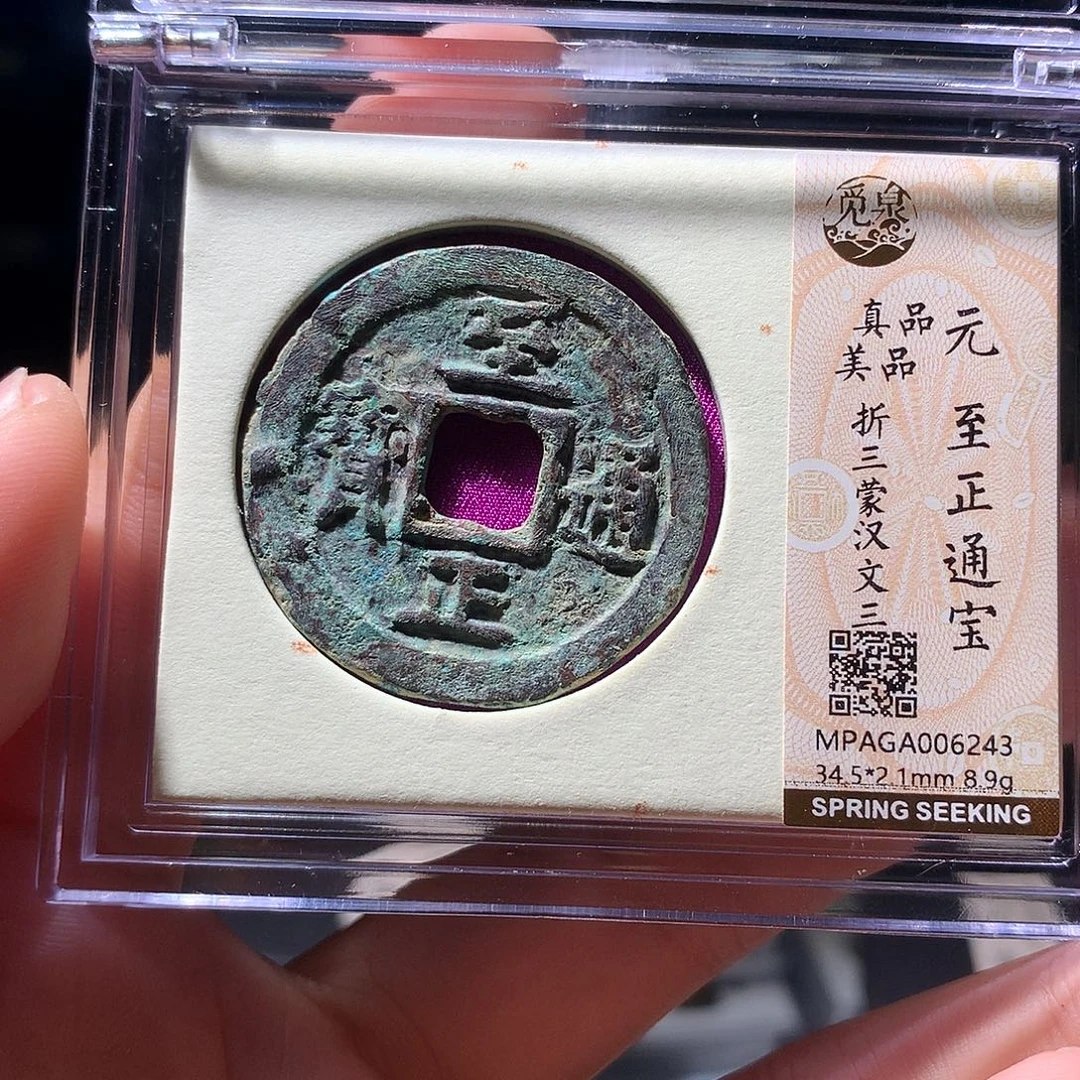 至
正
通
寶
觅泉
元 至正通宝
真品
美品
折三蒙汉文三
MPAGA006243
34.5*2.1mm 8.9g
SPRING SEEKING